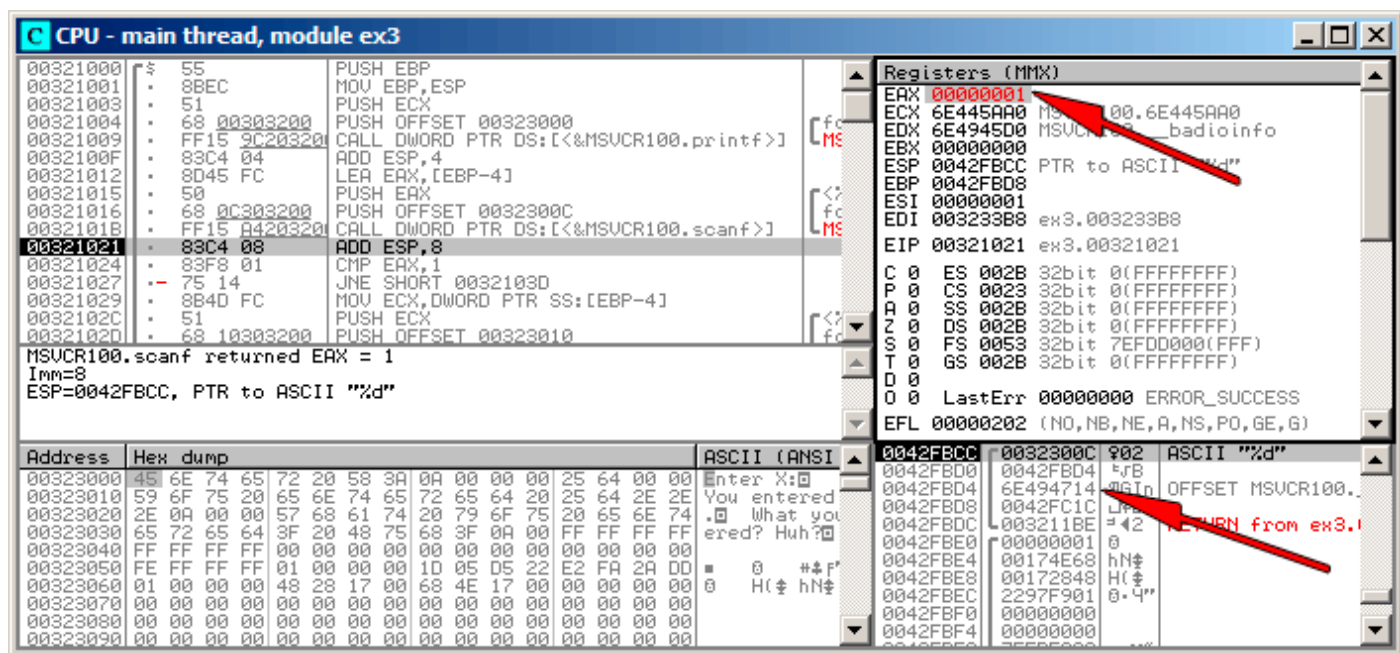 C CPU - main thread, module ex3
00321000 55 PUSH EBP
00321001 8BEC MOV EBP,ESP
00321003 51 PUSH ECX
00321004 68 00303200 PUSH OFFSET 00323000
00321009 FF15 9C203200 CALL DWORD PTR DS:[<&MSVCR100.printf>]
0032100F 83C4 04 ADD ESP,4
00321012 8D45 FC LEA EAX,[EBP-4]
00321015 50 PUSH EAX
00321016 68 0C303200 PUSH OFFSET 0032300C
0032101B FF15 A4203200 CALL DWORD PTR DS:[<&MSVCR100.scanf>]
00321021 83C4 08 ADD ESP,8
00321024 83F8 01 CMP EAX,1
00321027 75 14 JNE SHORT 0032103D
00321029 8B4D FC MOV ECX,DWORD PTR SS:[EBP-4]
0032102C 51 PUSH ECX
0032102D 68 10303200 PUSH OFFSET 00323010
MSVCR100.scanf returned EAX = 1
Imm=8
ESP=0042FBCC, PTR to ASCII "%d"
Registers (MMX)
EAX 00000001
ECX 6E445AA0 100.6E445AA0
EDX 6E4945D0 __badioinfo
EBX 00000000
ESP 0042FBCC PTR to ASCII "%d"
EBP 0042FBD8
ESI 00000001
EDI 003233B8 ex3.003233B8
EIP 00321021 ex3.00321021
C 0 ES 002B 32bit 0(FFFFFFFF)
P 0 CS 0023 32bit 0(FFFFFFFF)
A 0 SS 002B 32bit 0(FFFFFFFF)
Z 0 DS 002B 32bit 0(FFFFFFFF)
S 0 FS 0053 32bit 7EFDD000(FFF)
T 0 GS 002B 32bit 0(FFFFFFFF)
D 0
O 0 LastErr 00000000 ERROR_SUCCESS
EFL 00000202 (NO,NB,NE,A,NS,PO,GE,G)
Address Hex dump ASCII (ANSI
00323000 45 6E 74 65 72 20 58 3A 0A 00 00 00 25 64 00 00 Enter X:
00323010 59 6F 75 20 65 6E 74 65 72 65 64 20 25 64 2E 2E You entered
00323020 2E 0A 00 00 57 68 61 74 20 79 6F 75 20 65 6E 74 . What you
00323030 65 72 65 64 3F 20 48 75 68 3F 0A 00 FF FF FF FF ered? Huh?
00323040 FF FF FF FF 00 00 00 00 00 00 00 00 00 00 00 00
00323050 FE FF FF FF 01 00 00 00 1D 05 D5 22 E2 FA 2A DD
00323060 01 00 00 00 48 28 17 00 68 4E 17 00 00 00 00 00 H( hN
00323070 00 00 00 00 00 00 00 00 00 00 00 00 00 00 00 00
00323080 00 00 00 00 00 00 00 00 00 00 00 00 00 00 00 00
00323090 00 00 00 00 00 00 00 00 00 00 00 00 00 00 00 00
0042FBCC 0032300C ASCII "%d"
0042FBD0 0042FBD4
0042FBD4 6E494714 OFFSET MSVCR100.
0042FBD8 0042FC1C
0042FBDC 003211BE RETURN from ex3.
0042FBE0 00000001
0042FBE4 00174E68 hN
0042FBE8 00172848 H(
0042FBEC 2297F901
0042FBF0 00000000
0042FBF4 00000000